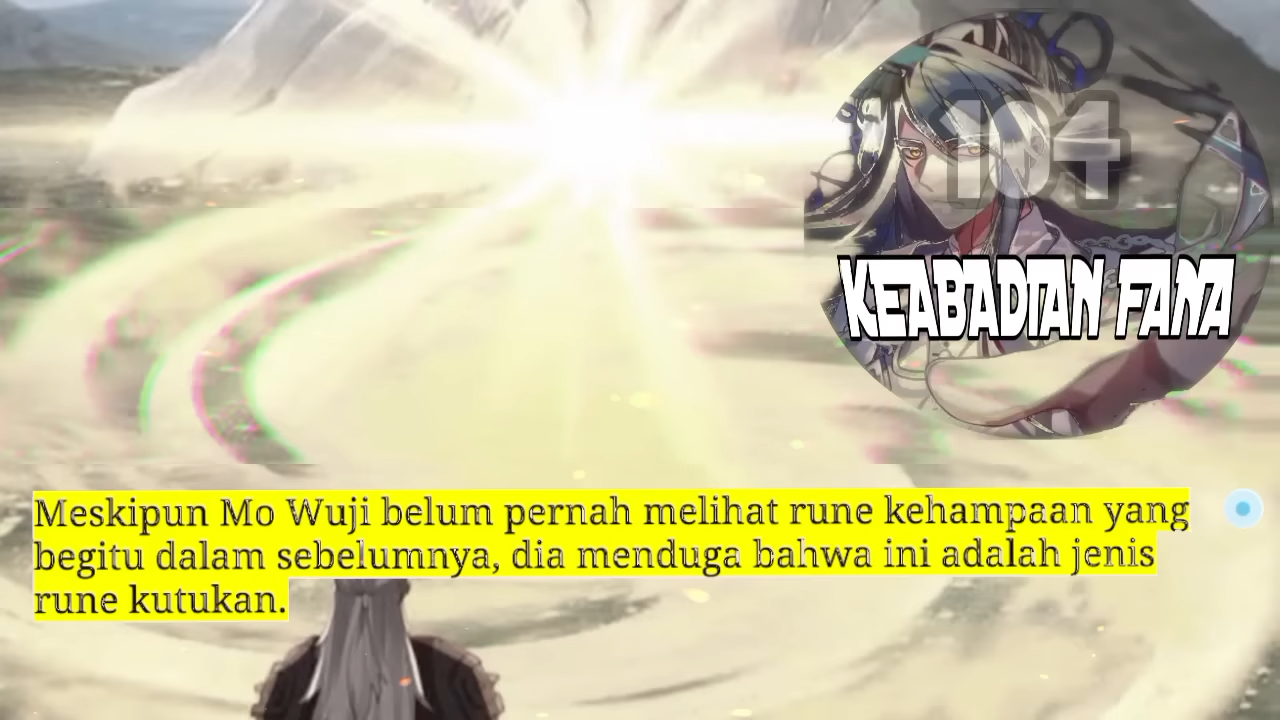 104
KEABADIAN FANA
Meskipun Mo Wuji belum pernah melihat rune kehampaan yang
begitu dalam sebelumnya, dia menduga bahwa ini adalah jenis
rune kutukan.